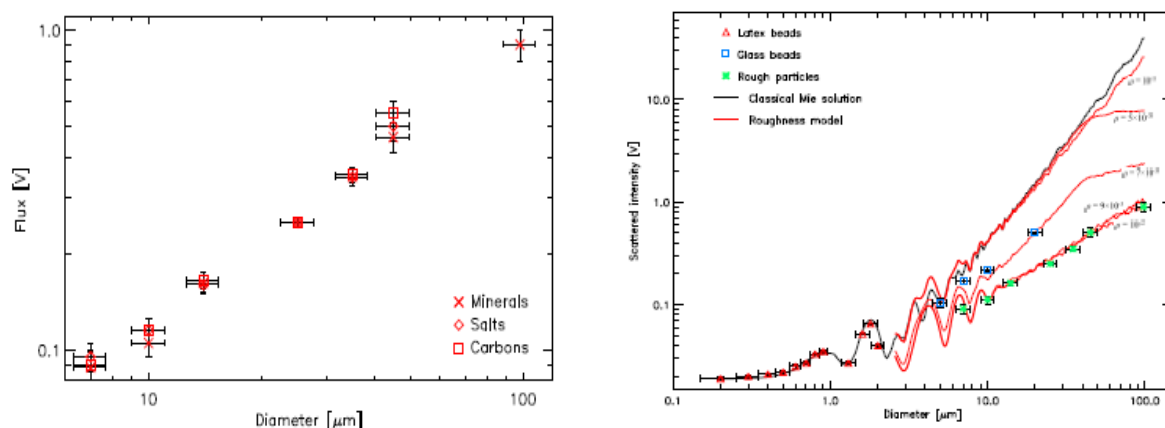 1.0
Flux [V]
0.1
10
100
Diameter [μm]
Minerals
Salts
Carbons
Latex beads
Glass beads
Rough particles
Classical Mie solution
Roughness model
Scattered intensity [V]
10.0
1.0
0.1
0.1
1.0
10.0
100.0
Diameter [μm]